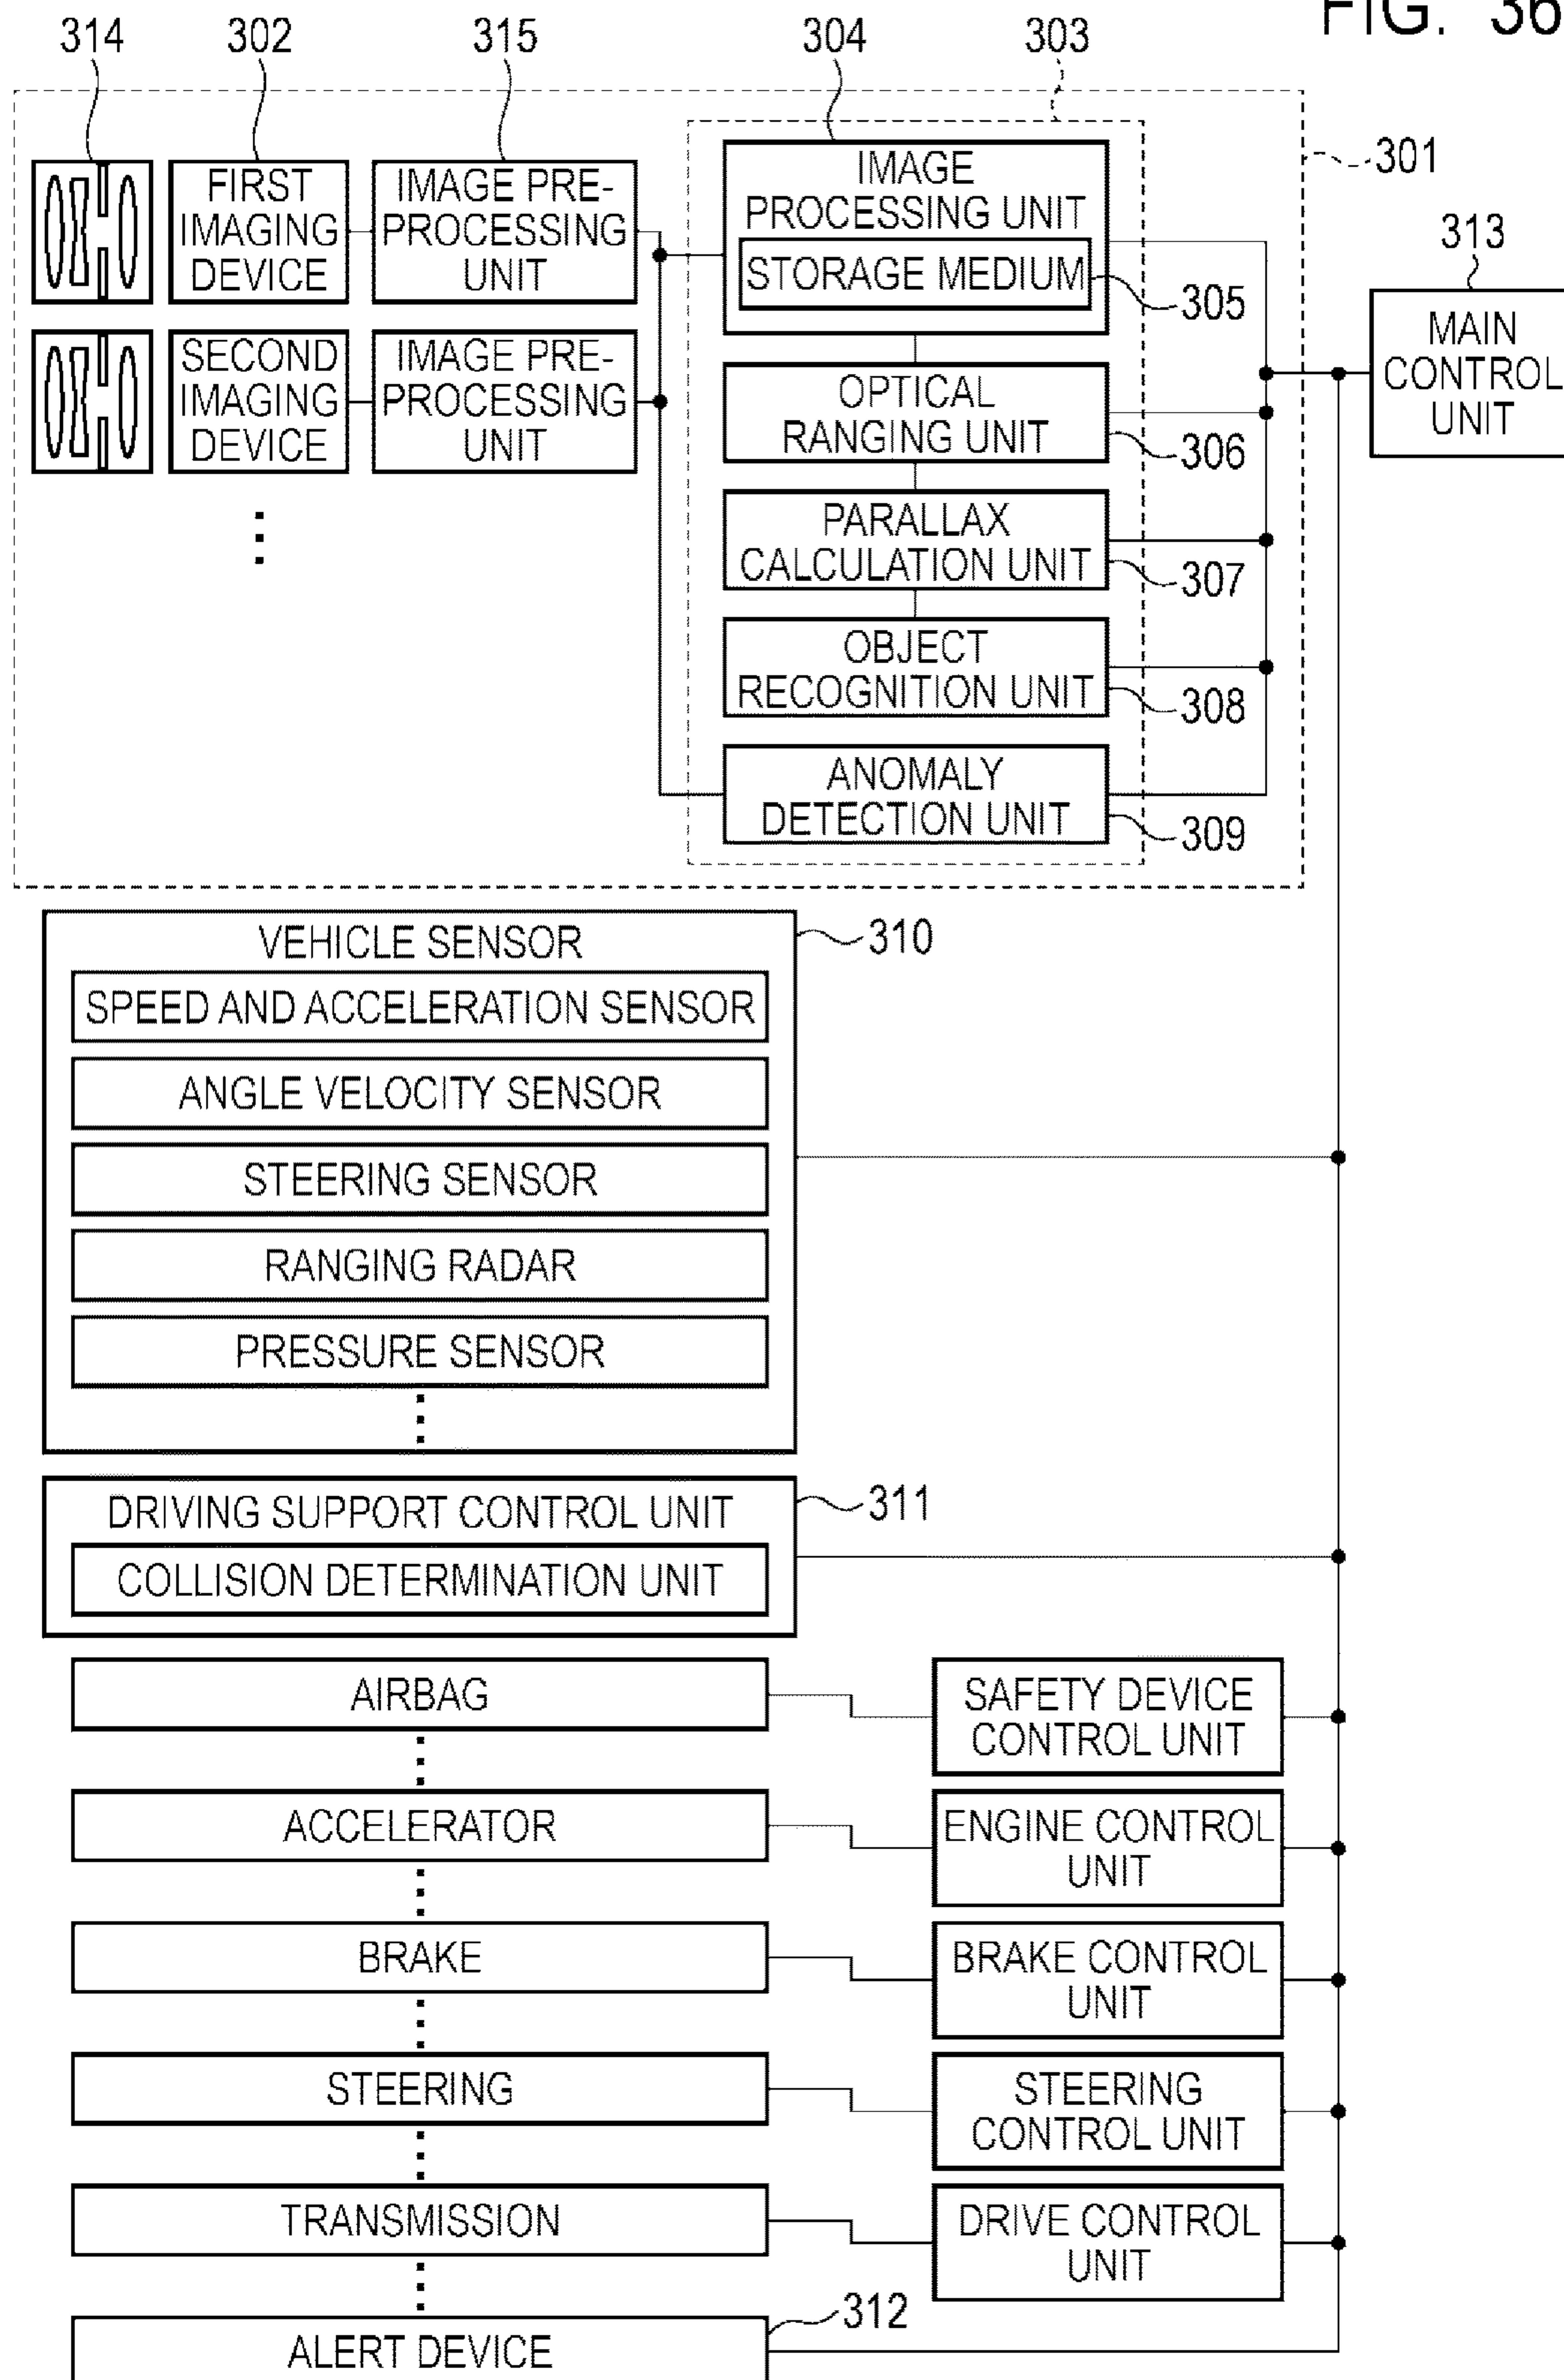 FIG. 36
314
302
315
304
303
301
FIRST
IMAGING
DEVICE
IMAGE PRE-
PROCESSING
UNIT
IMAGE
PROCESSING UNIT
STORAGE MEDIUM
305
313
MAIN
CONTROL
UNIT
SECOND
IMAGING
DEVICE
IMAGE PRE-
PROCESSING
UNIT
OPTICAL
RANGING UNIT
306
PARALLAX
CALCULATION UNIT
307
OBJECT
RECOGNITION UNIT
308
ANOMALY
DETECTION UNIT
309
VEHICLE SENSOR
310
SPEED AND ACCELERATION SENSOR
ANGLE VELOCITY SENSOR
STEERING SENSOR
RANGING RADAR
PRESSURE SENSOR
DRIVING SUPPORT CONTROL UNIT
311
COLLISION DETERMINATION UNIT
AIRBAG
SAFETY DEVICE
CONTROL UNIT
ACCELERATOR
ENGINE CONTROL
UNIT
BRAKE
BRAKE CONTROL
UNIT
STEERING
STEERING
CONTROL UNIT
TRANSMISSION
DRIVE CONTROL
UNIT
312
ALERT DEVICE